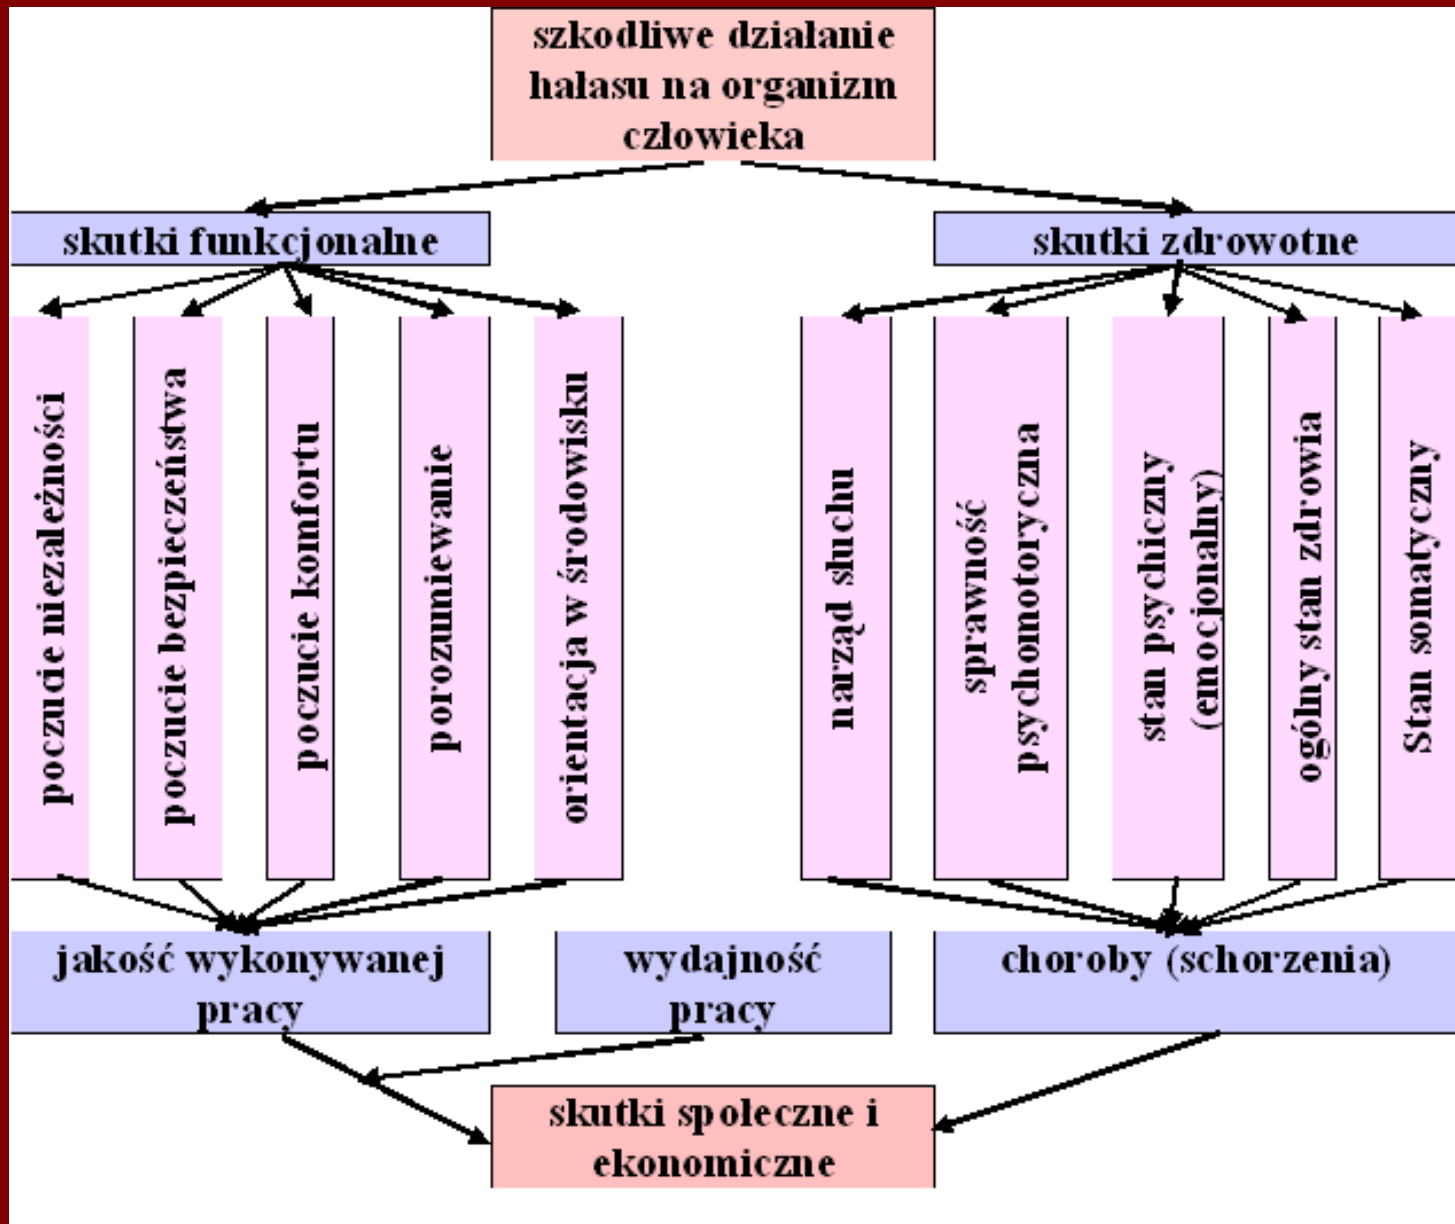 szkodliwe działanie
hałasu na organizm
człowieka
skutki funkcjonalne
skutki zdrowotne
poczucie niezależności
poczucie bezpieczeństwa
poczucie komfortu
porozumiewanie
orientacja w środowisku
narząd słuchu
sprawność
psychomotoryczna
stan psychiczny
(emocjonalny)
ogólny stan zdrowia
Stan somatyczny
jakość wykonywanej
pracy
wydajność
pracy
choroby (schorzenia)
skutki społeczne i
ekonomiczne